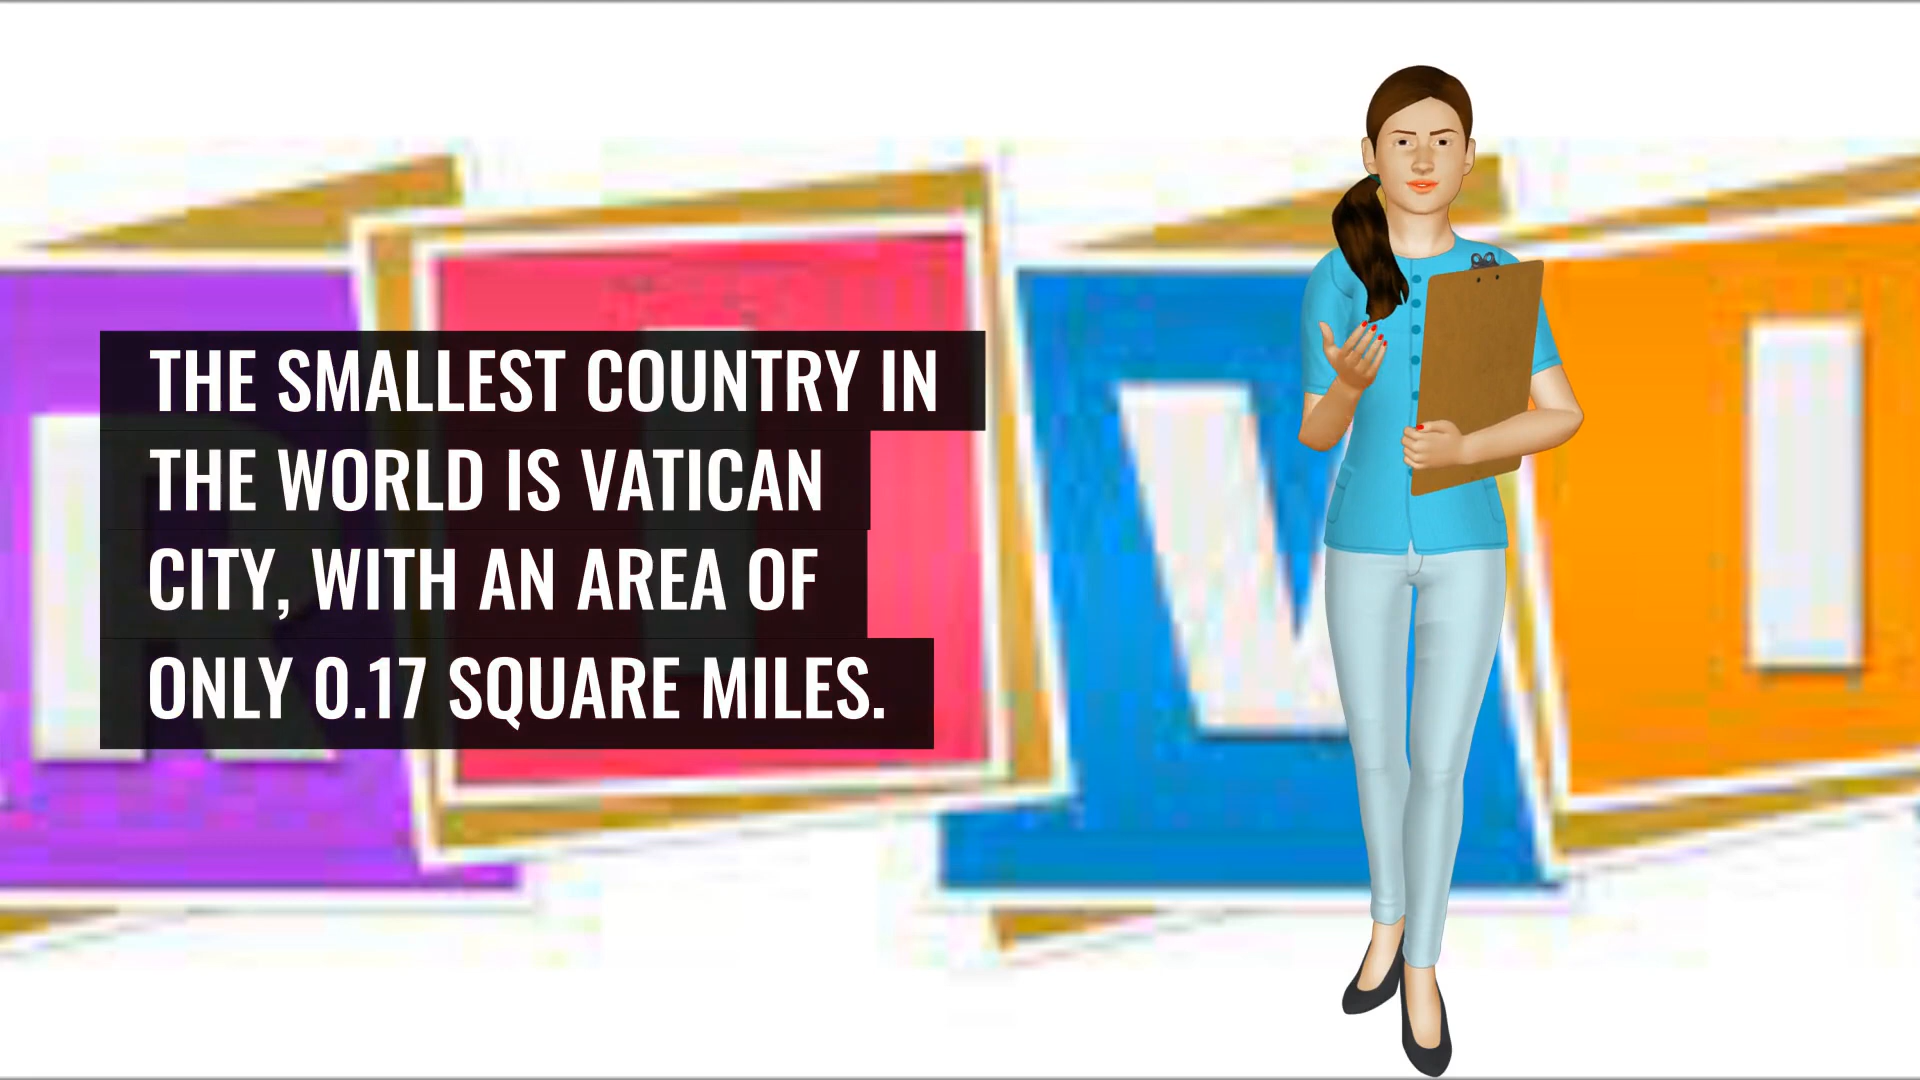 THE SMALLEST COUNTRY IN
THE WORLD IS VATICAN
CITY, WITH AN AREA OF
ONLY 0.17 SQUARE MILES.
R I V I